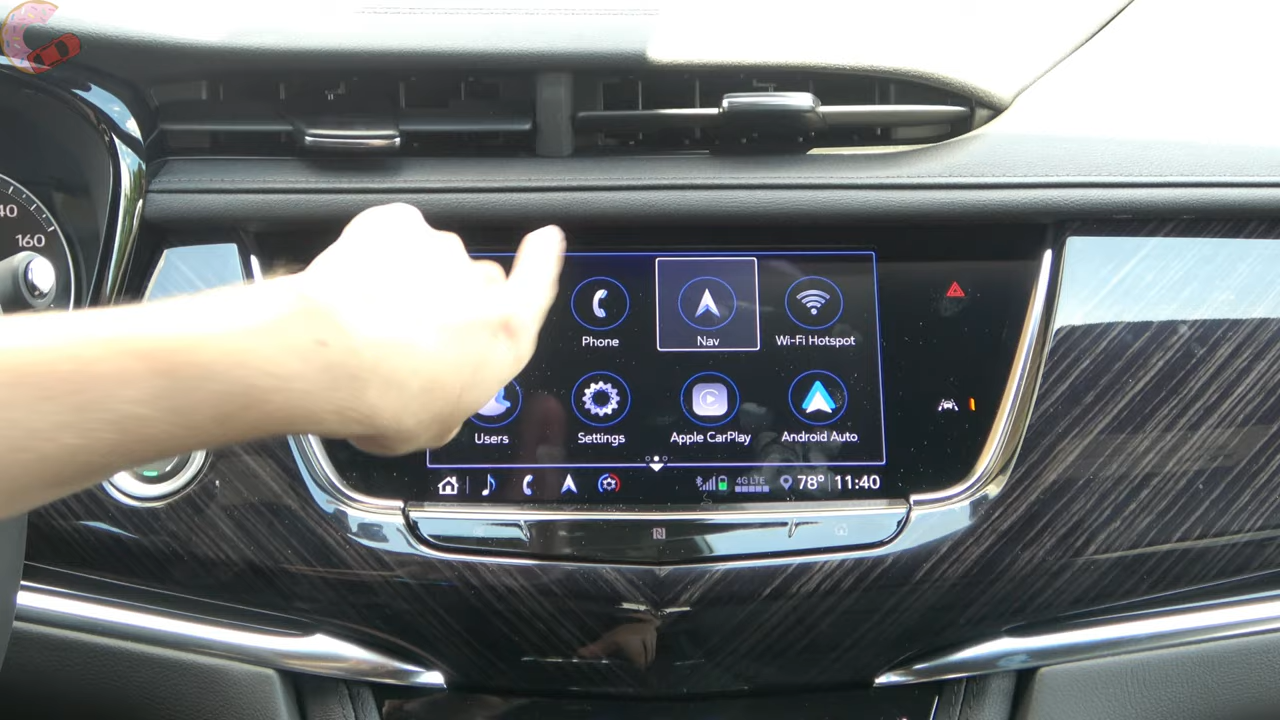 40
160
Phone
Nav
Wi-Fi Hotspot
Users
Settings
Apple CarPlay
Android Auto
4G LTE
78°
11:40